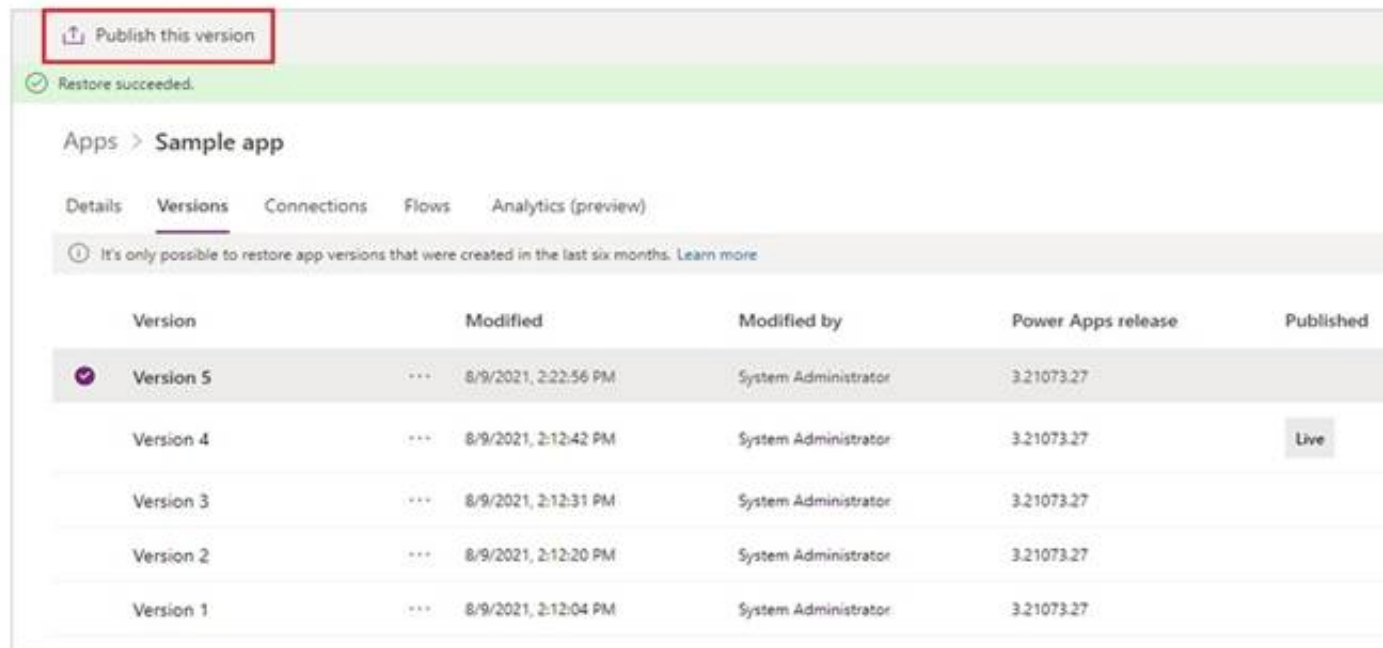 Publish this version
Restore succeeded.
Apps > Sample app
Details Versions Connections Flows Analytics (preview)
It's only possible to restore app versions that were created in the last six months. Learn more
Version Modified Modified by Power Apps release Published
Version 5 ... 8/9/2021, 2:22:56 PM System Administrator 3.21073.27
Version 4 ... 8/9/2021, 2:12:42 PM System Administrator 3.21073.27 Live
Version 3 ... 8/9/2021, 2:12:31 PM System Administrator 3.21073.27
Version 2 ... 8/9/2021, 2:12:20 PM System Administrator 3.21073.27
Version 1 ... 8/9/2021, 2:12:04 PM System Administrator 3.21073.27